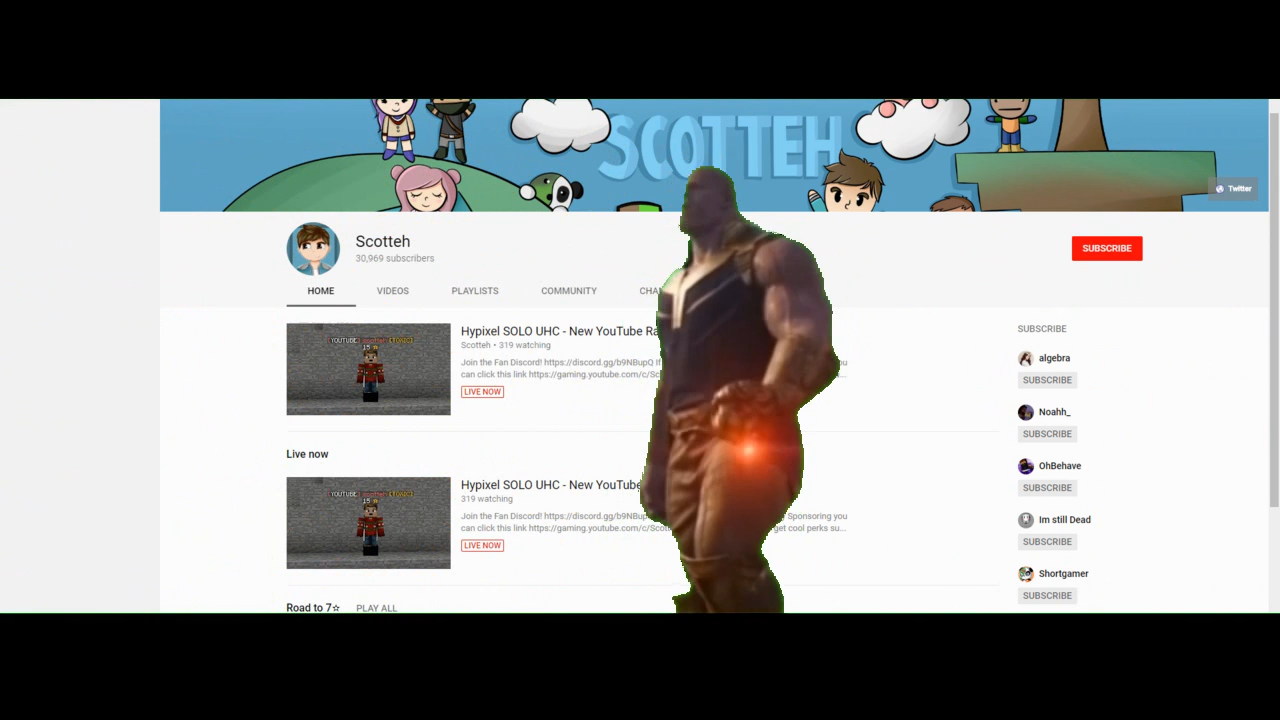 SCOTTEH
Twitter
Scotteh
30,969 subscribers
SUBSCRIBE
HOME VIDEOS PLAYLISTS COMMUNITY
Hypixel SOLO UHC - New YouTube
Scotteh • 319 watching
Join the Fan Discord! https://discord.gg/b9NBupQ
can click this link https://gaming.youtube.com/c/Sc
LIVE NOW
Live now
Hypixel SOLO UHC - New YouTube
319 watching
Join the Fan Discord! https://discord.gg/b9NBup Sponsoring you
can click this link https://gaming.youtube.com/c/Scott get cool perks su...
LIVE NOW
Road to 7☆ PLAY ALL
SUBSCRIBE
algebra
SUBSCRIBE
Noahh_
SUBSCRIBE
OhBehave
SUBSCRIBE
Im still Dead
SUBSCRIBE
Shortgamer
SUBSCRIBE